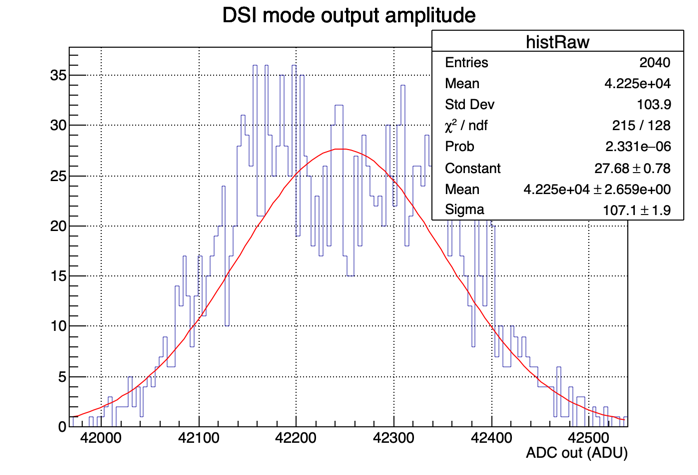 DSI mode output amplitude
histRaw
Entries 2040
Mean 4.225e+04
Std Dev 103.9
χ² / ndf 215 / 128
Prob 2.331e−06
Constant 27.68 ± 0.78
Mean 4.225e+04 ± 2.659e+00
Sigma 107.1 ± 1.9
35
30
25
20
15
10
5
0
42000 42100 42200 42300 42400 42500
ADC out (ADU)